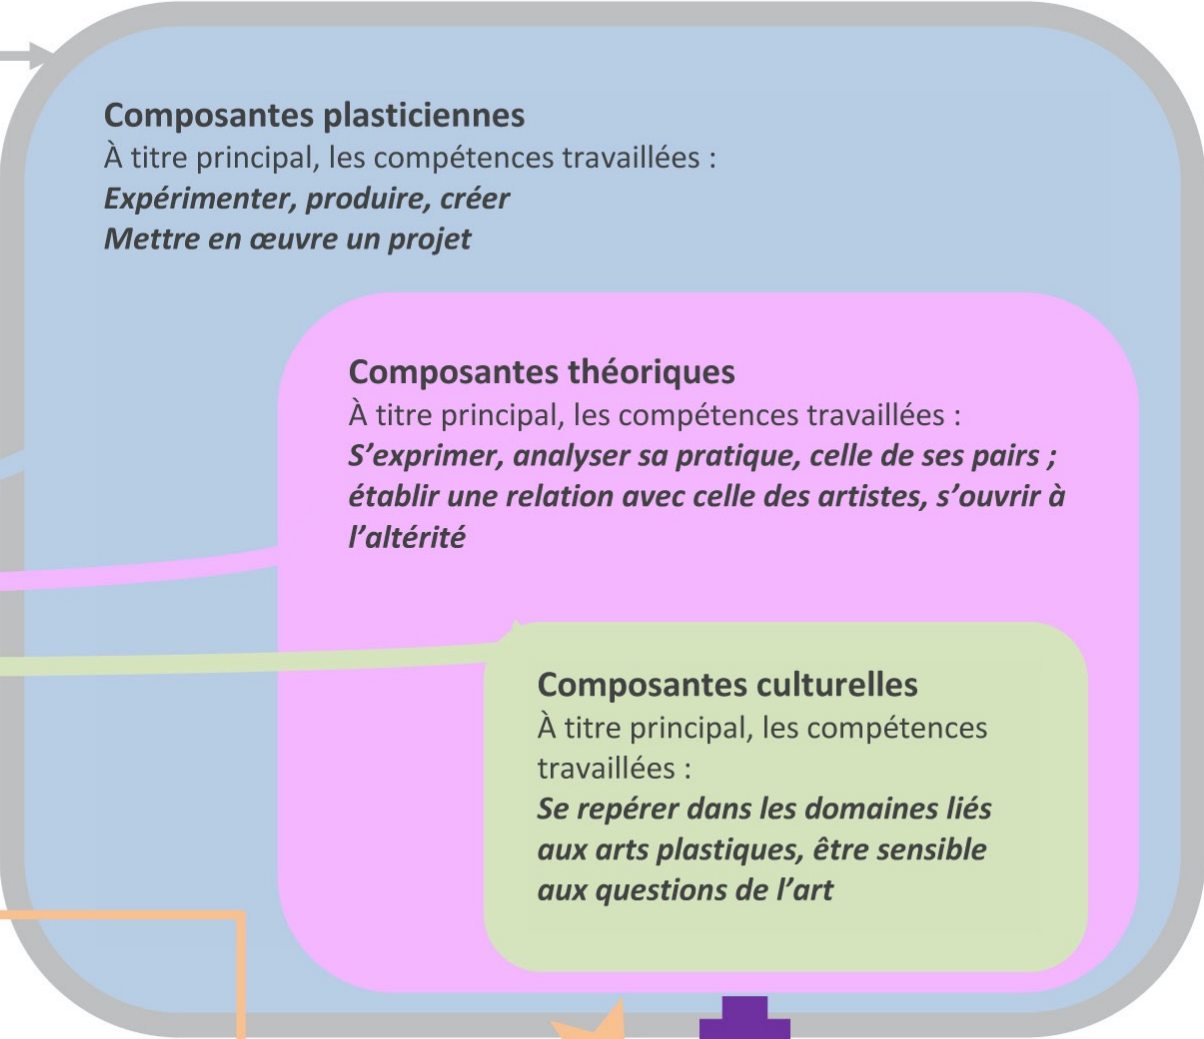 Composantes plasticiennes
À titre principal, les compétences travaillées :
Expérimenter, produire, créer
Mettre en œuvre un projet
Composantes théoriques
À titre principal, les compétences travaillées :
S’exprimer, analyser sa pratique, celle de ses pairs ;
établir une relation avec celle des artistes, s’ouvrir à
l’altérité
Composantes culturelles
À titre principal, les compétences
travaillées :
Se repérer dans les domaines liés
aux arts plastiques, être sensible
aux questions de l’art